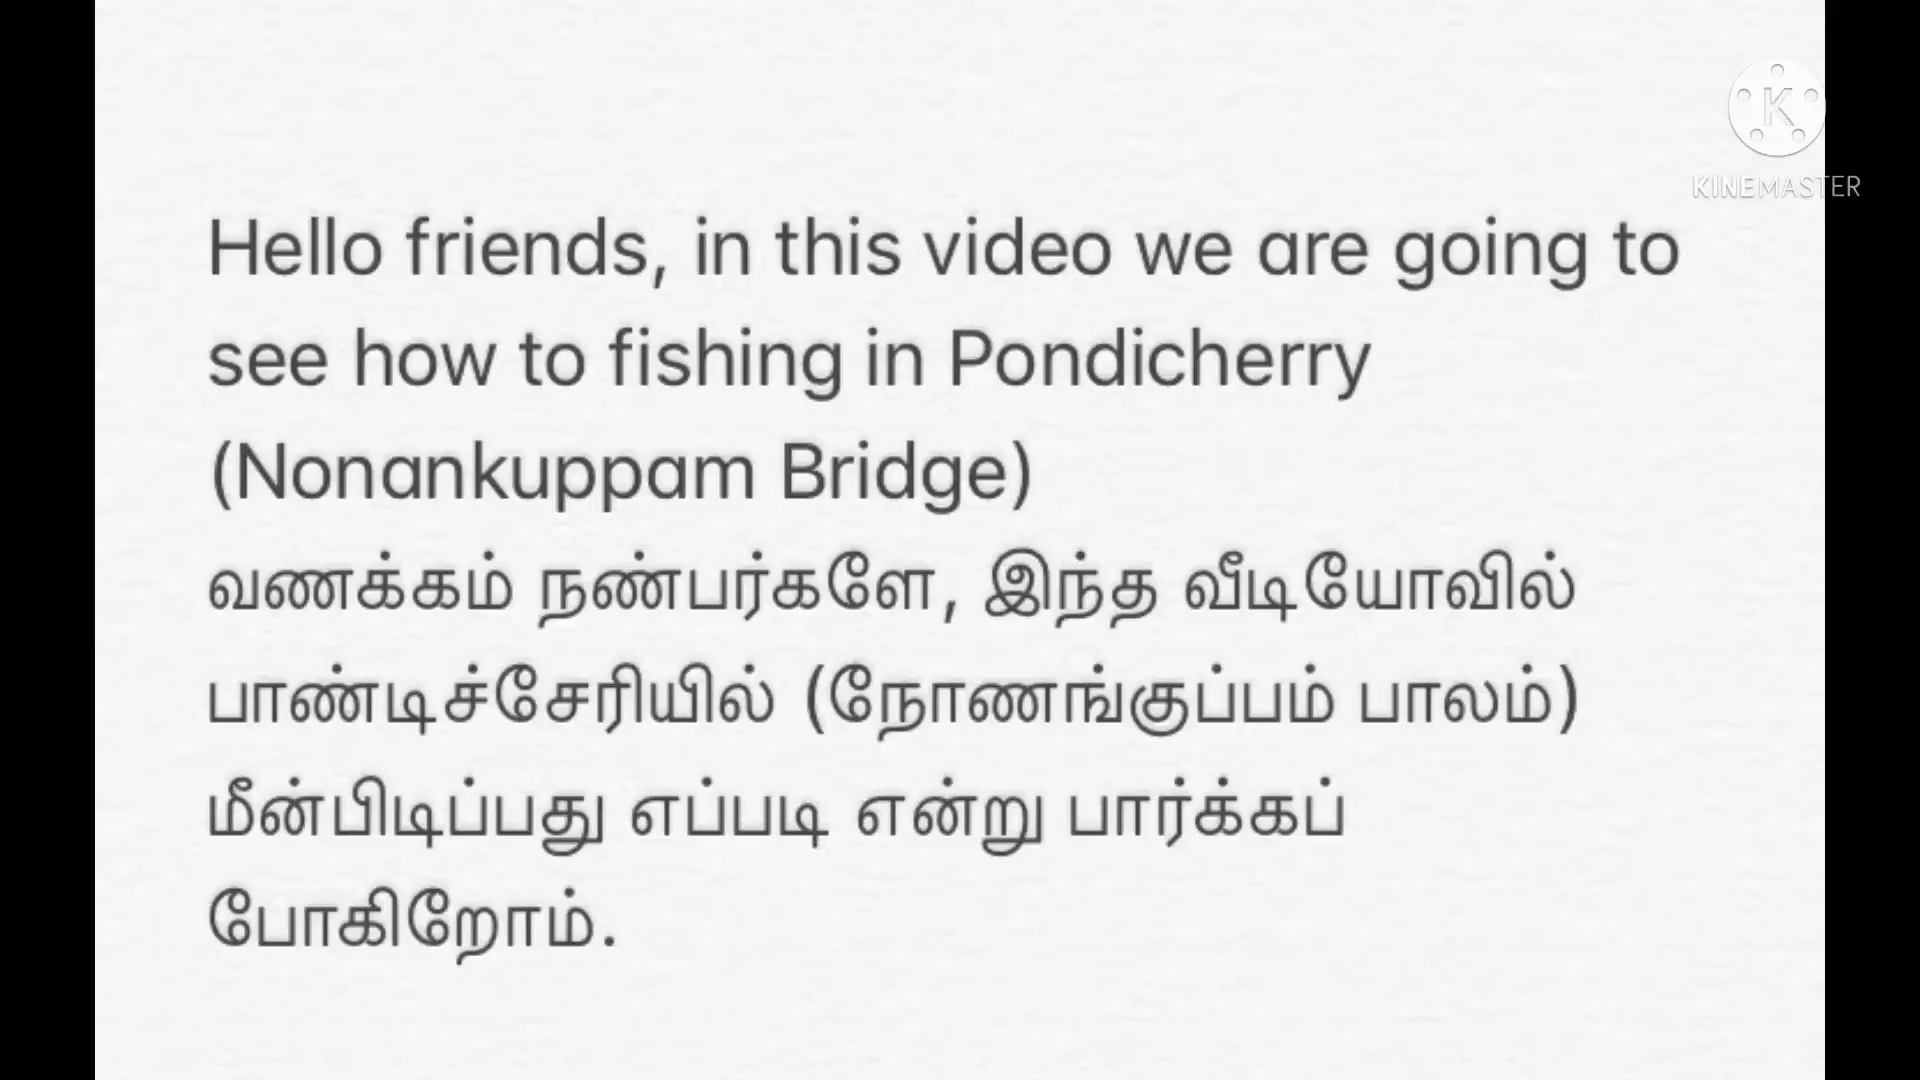 KINEMASTER
Hello friends, in this video we are going to
see how to fishing in Pondicherry
(Nonankuppam Bridge)
வணக்கம் நண்பர்களே, இந்த வீடியோவில்
பாண்டிச்சேரியில் (நோணங்குப்பம் பாலம்)
மீன்பிடிப்பது எப்படி என்று பார்க்கப்
போகிறோம்.